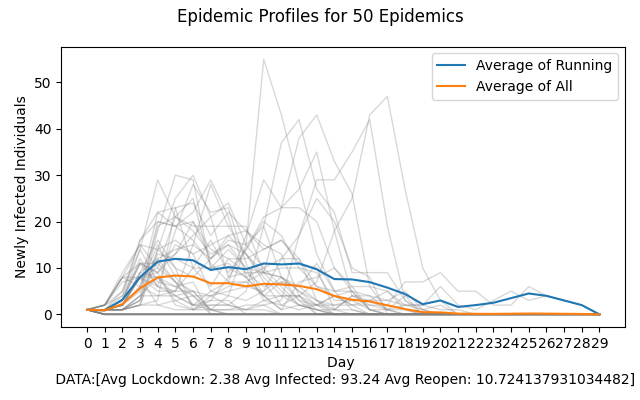 Epidemic Profiles for 50 Epidemics
Average of Running
Average of All
Newly Infected Individuals
50
40
30
20
10
0
0 1 2 3 4 5 6 7 8 9 10 11 12 13 14 15 16 17 18 19 20 21 22 23 24 25 26 27 28 29
Day
DATA:[Avg Lockdown: 2.38 Avg Infected: 93.24 Avg Reopen: 10.724137931034482]